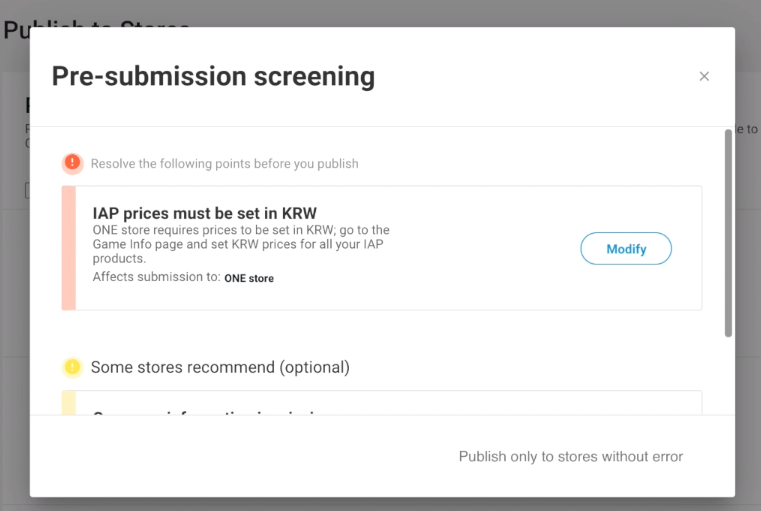 Publish to Stores
Pre-submission screening
Resolve the following points before you publish
IAP prices must be set in KRW
ONE store requires prices to be set in KRW; go to the
Game Info page and set KRW prices for all your IAP
products.
Affects submission to: ONE store
Modify
Some stores recommend (optional)
Publish only to stores without error